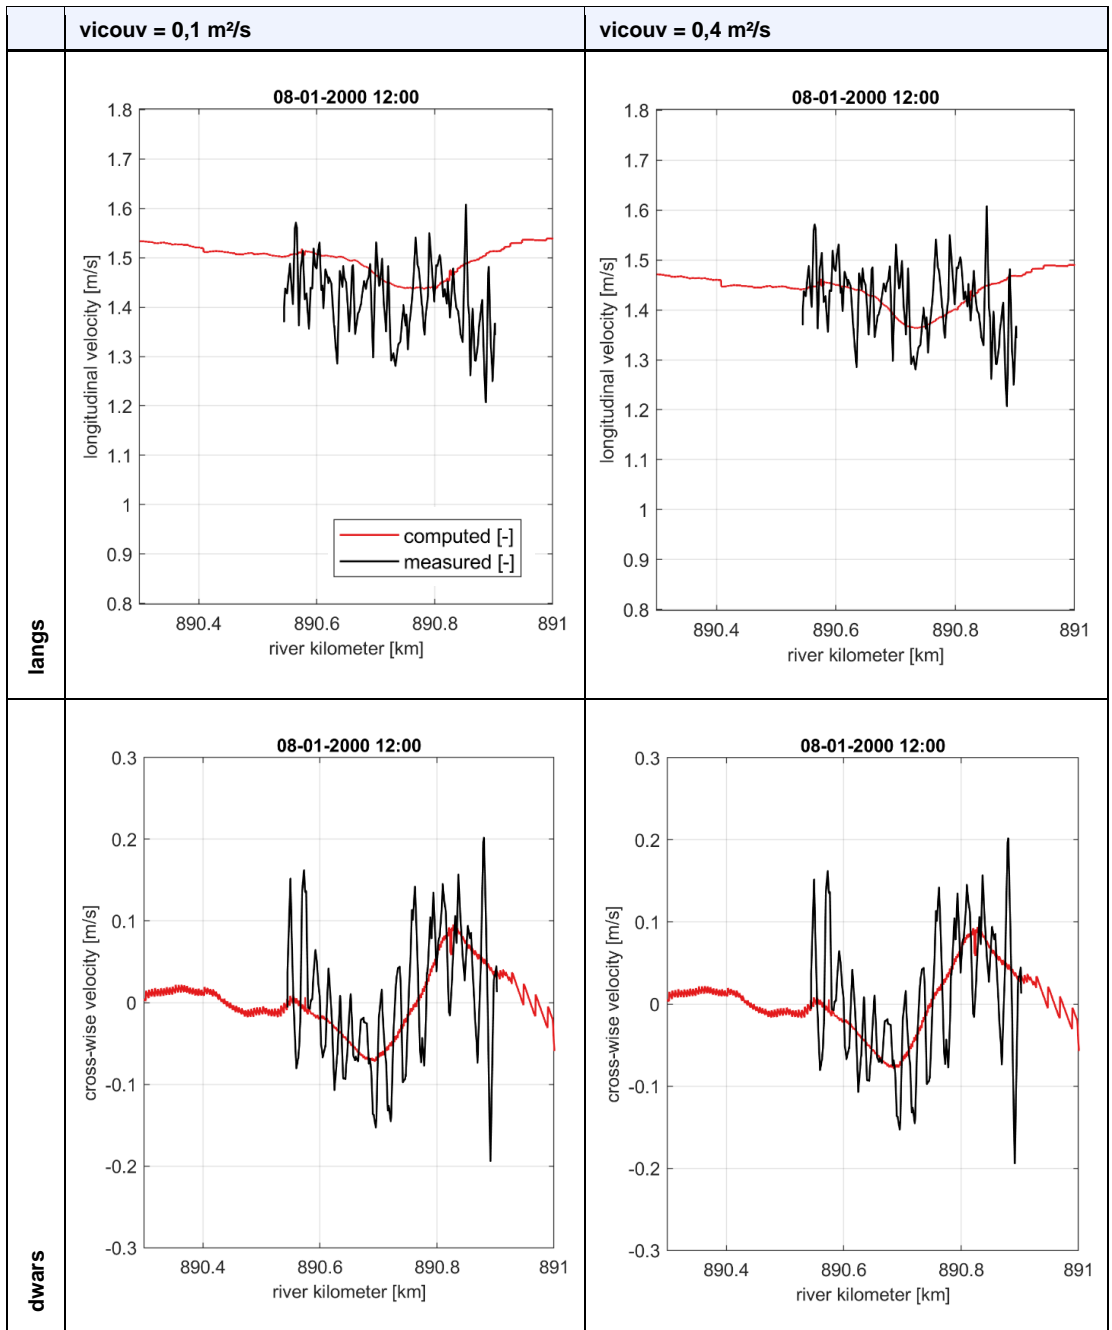 vicouv = 0,1 m²/s
vicouv = 0,4 m²/s
langs
08-01-2000 12:00
1.8
1.7
1.6
1.5
1.4
1.3
1.2
1.1
1
0.9
0.8
longitudinal velocity [m/s]
computed [-]
measured [-]
890.4 890.6 890.8 891
river kilometer [km]
08-01-2000 12:00
1.8
1.7
1.6
1.5
1.4
1.3
1.2
1.1
1
0.9
0.8
longitudinal velocity [m/s]
890.4 890.6 890.8 891
river kilometer [km]
dwars
08-01-2000 12:00
0.3
0.2
0.1
0
-0.1
-0.2
-0.3
cross-wise velocity [m/s]
890.4 890.6 890.8 891
river kilometer [km]
08-01-2000 12:00
0.3
0.2
0.1
0
-0.1
-0.2
-0.3
cross-wise velocity [m/s]
890.4 890.6 890.8 891
river kilometer [km]